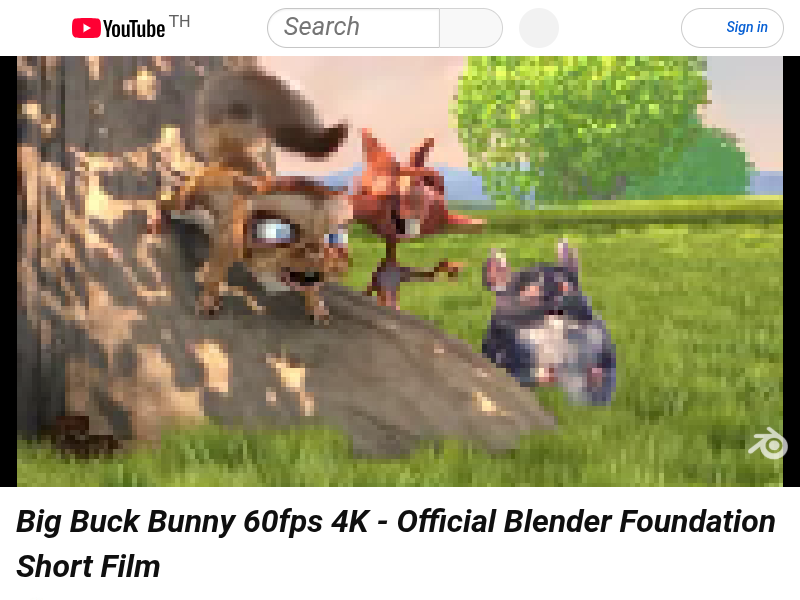 YouTube TH
Search
Sign in
Big Buck Bunny 60fps 4K - Official Blender Foundation
Short Film